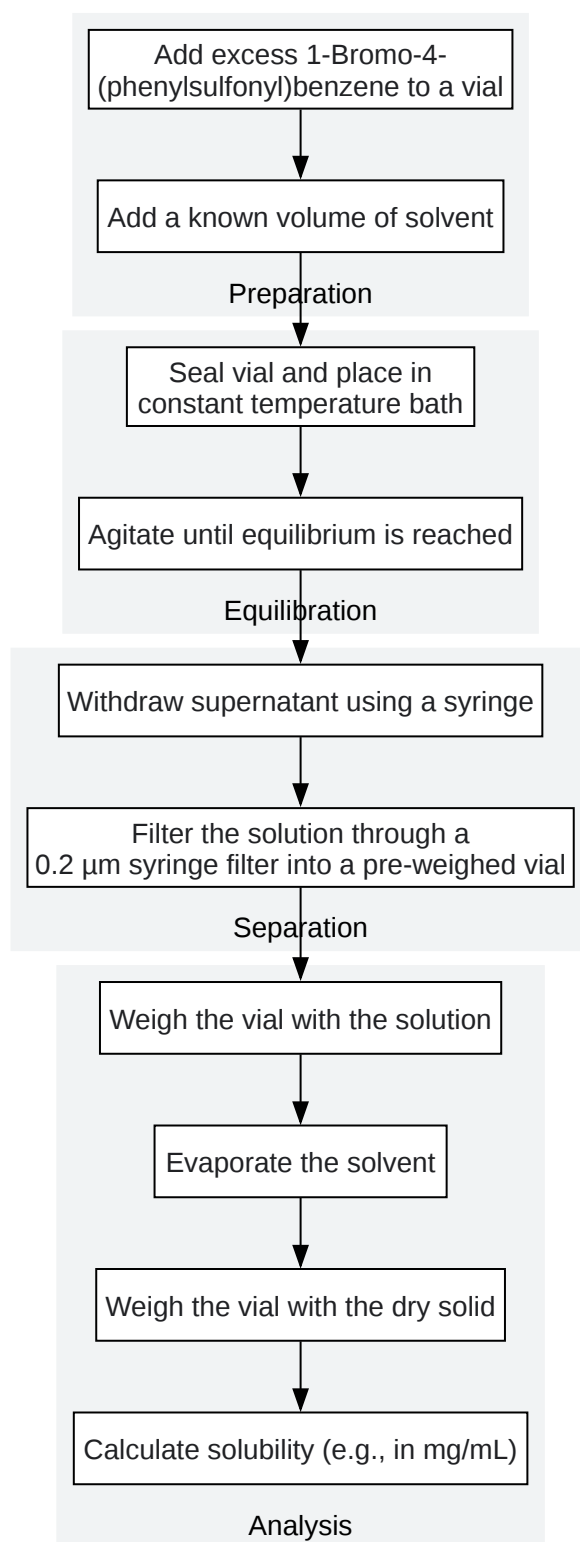 Add excess 1-Bromo-4-
(phenylsulfonyl)benzene to a vial
Add a known volume of solvent
Preparation
Seal vial and place in
constant temperature bath
Agitate until equilibrium is reached
Equilibration
Withdraw supernatant using a syringe
Filter the solution through a
0.2 µm syringe filter into a pre-weighed vial
Separation
Weigh the vial with the solution
Evaporate the solvent
Weigh the vial with the dry solid
Calculate solubility (e.g., in mg/mL)
Analysis